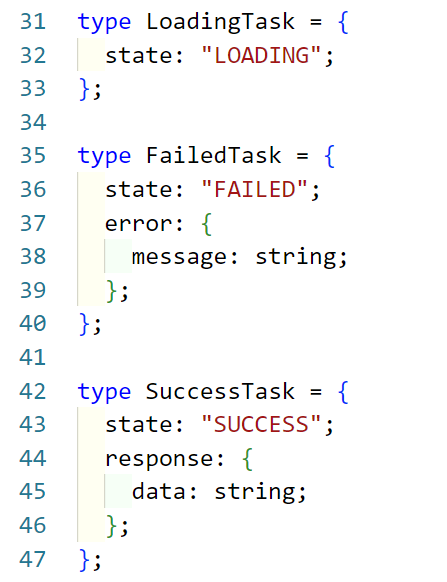 31 type LoadingTask = {
32   state: "LOADING";
33 };
34
35 type FailedTask = {
36   state: "FAILED";
37   error: {
38     message: string;
39   };
40 };
41
42 type SuccessTask = {
43   state: "SUCCESS";
44   response: {
45     data: string;
46   };
47 };